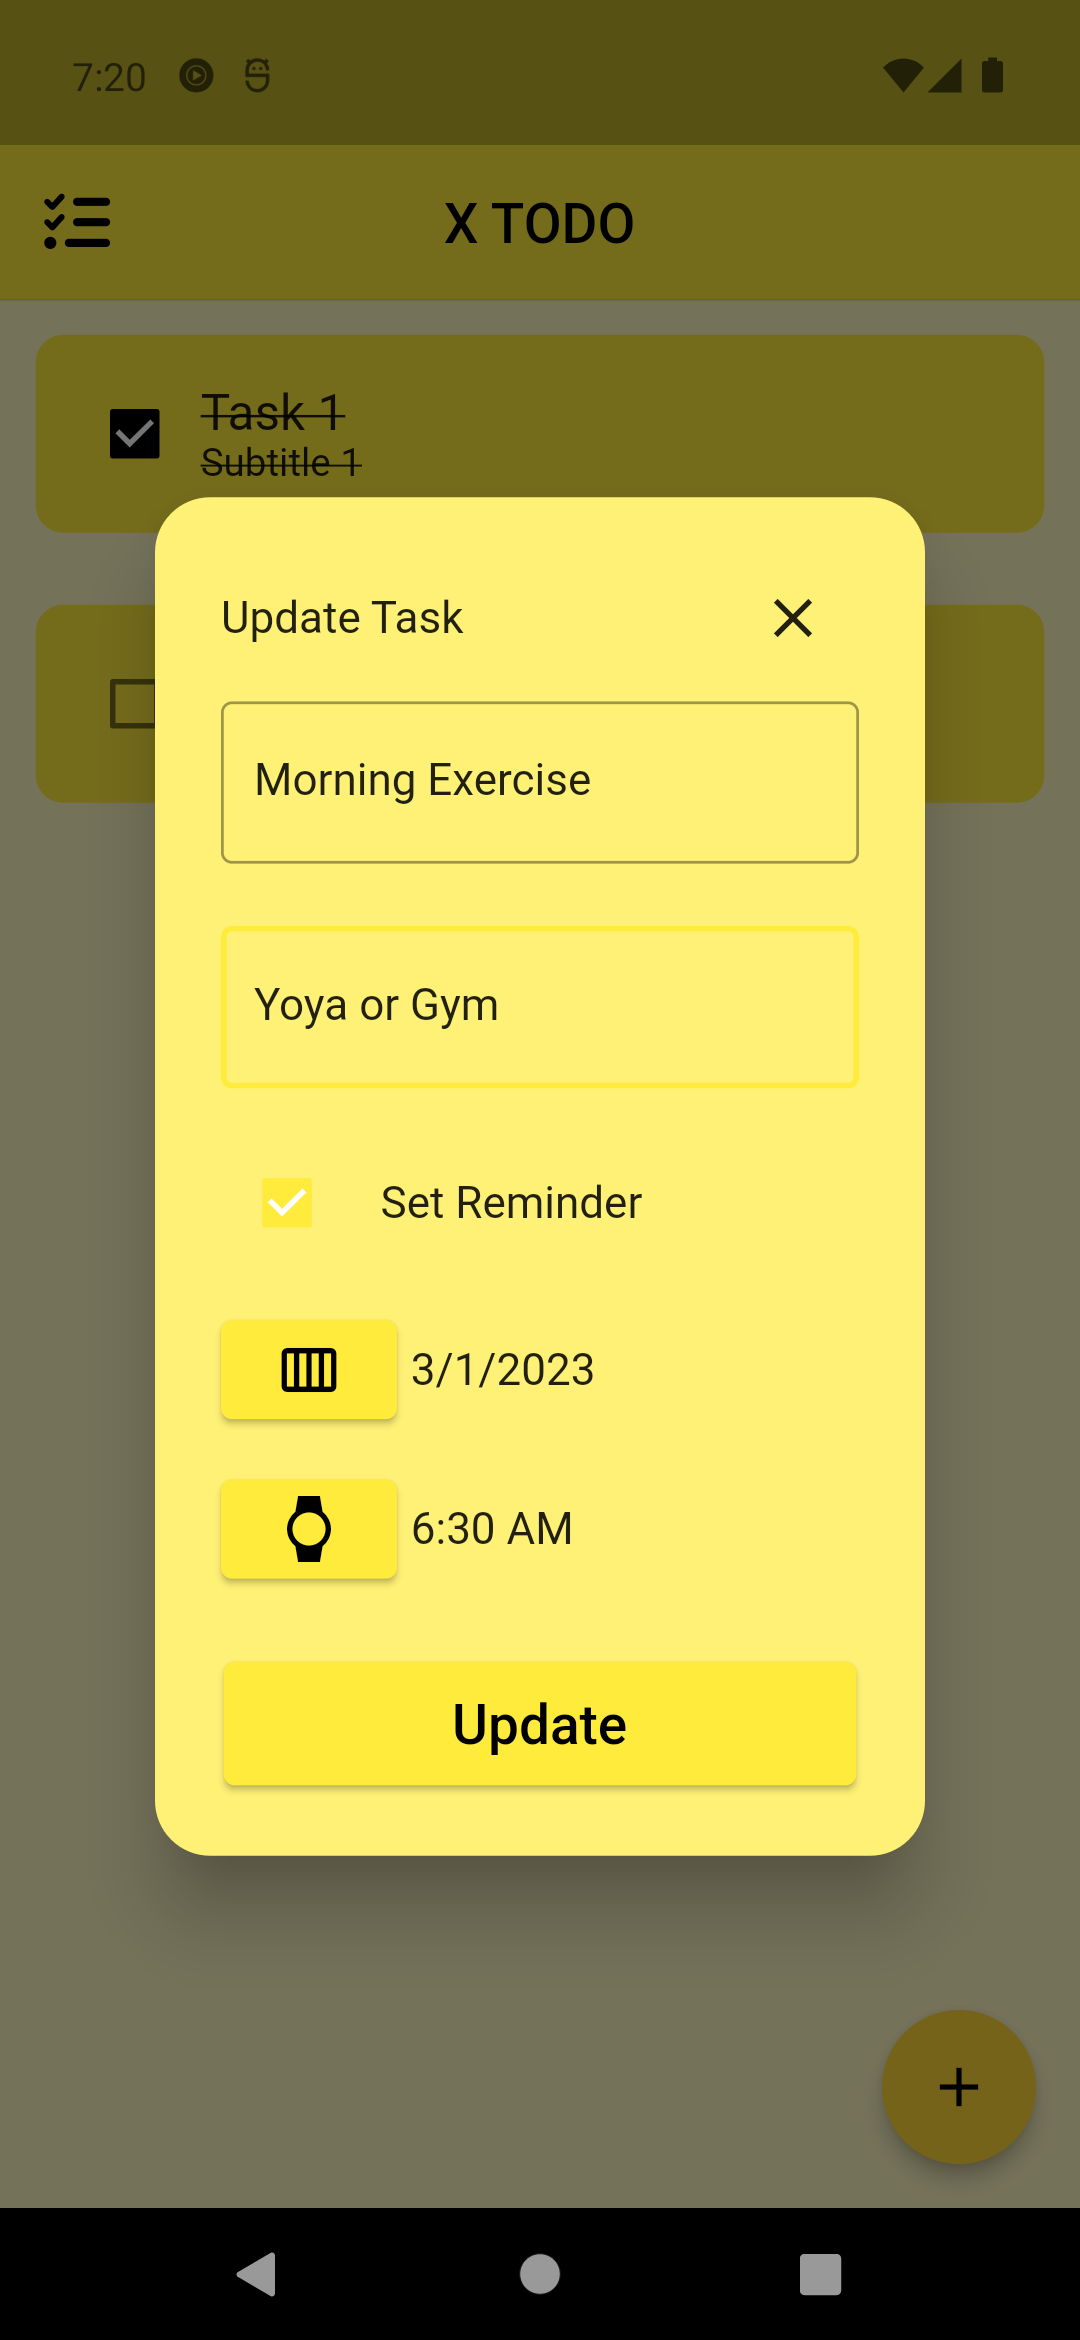 7:20
X TODO
Task 1
Subtitle 1
Update Task
Morning Exercise
Yoya or Gym
Set Reminder
3/1/2023
6:30 AM
Update